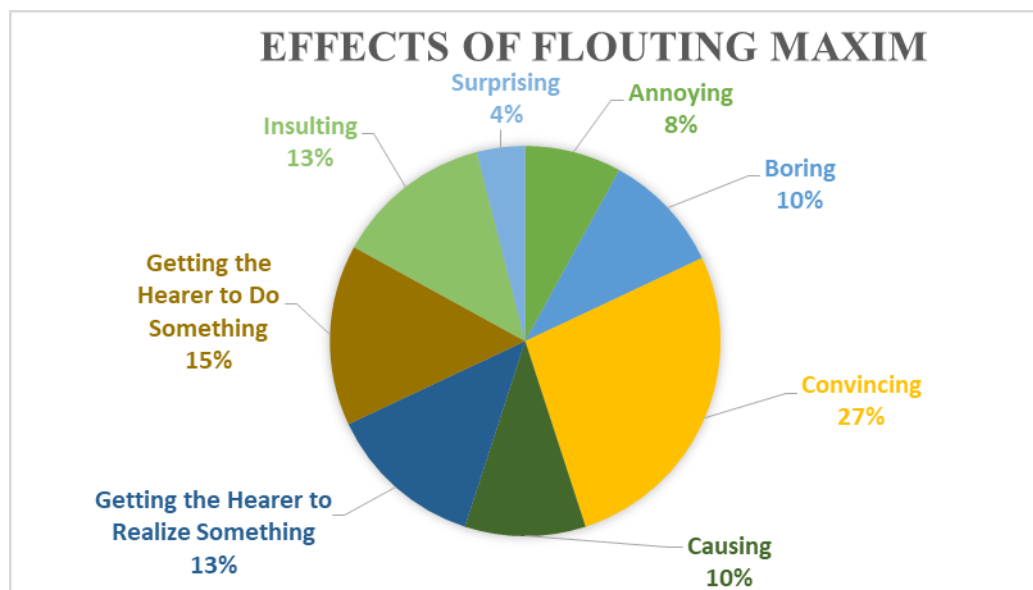 EFFECTS OF FLOUTING MAXIM
Surprising
4%
Annoying
8%
Insulting
13%
Boring
10%
Getting the
Hearer to Do
Something
15%
Convincing
27%
Getting the Hearer to
Realize Something
13%
Causing
10%